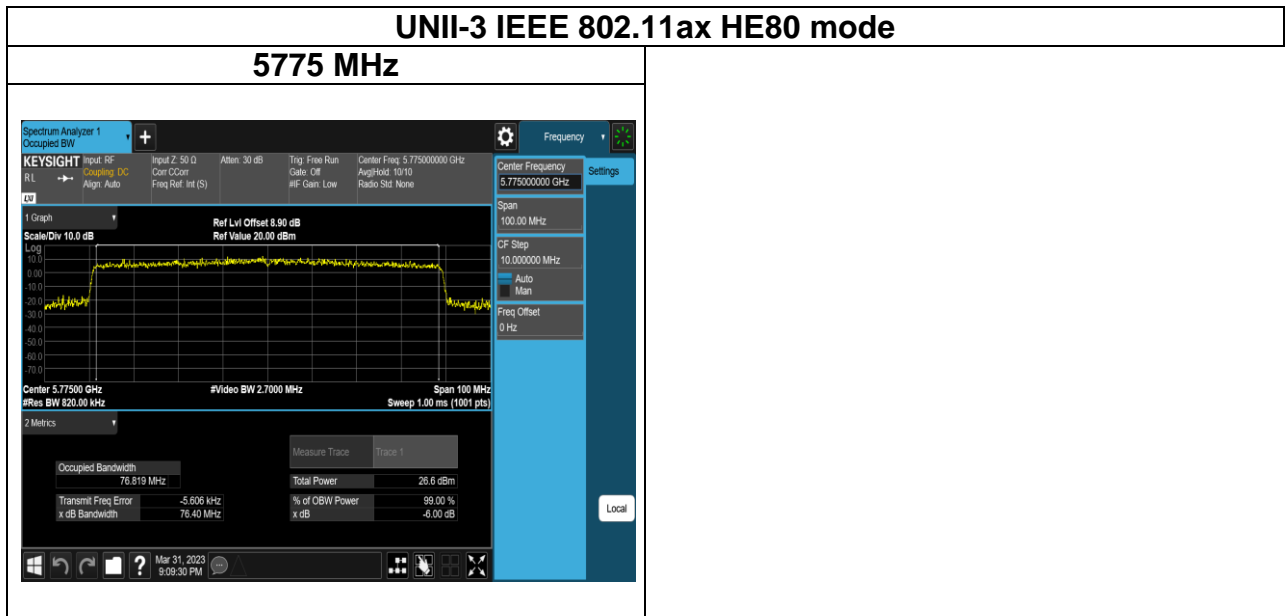 UNII-3 IEEE 802.11ax HE80 mode
5775 MHz
Spectrum Analyzer 1
Occupied BW
+
Frequency
KEYSIGHT
RL
LXI
Input: RF
Coupling: DC
Align: Auto
Input Z: 50 Ω
Corr CCorr
Freq Ref: Int (S)
Atten: 30 dB
Trig: Free Run
Gate: Off
#IF Gain: Low
Center Freq: 5.775000000 GHz
Avg|Hold: 10/10
Radio Std: None
Center Frequency
5.775000000 GHz
Settings
Span
100.00 MHz
CF Step
10.000000 MHz
Auto
Man
Freq Offset
0 Hz
1 Graph
Scale/Div 10.0 dB
Ref Lvl Offset 8.90 dB
Ref Value 20.00 dBm
Log
10.0
0.00
-10.0
-20.0
-30.0
-40.0
-50.0
-60.0
-70.0
Center 5.77500 GHz
#Video BW 2.7000 MHz
Span 100 MHz
#Res BW 820.00 kHz
Sweep 1.00 ms (1001 pts)
2 Metrics
Measure Trace
Trace 1
Occupied Bandwidth
76.819 MHz
Total Power
26.6 dBm
Transmit Freq Error
-5.606 kHz
% of OBW Power
99.00 %
x dB Bandwidth
76.40 MHz
x dB
-6.00 dB
Local
?
Mar 31, 2023
9:09:30 PM